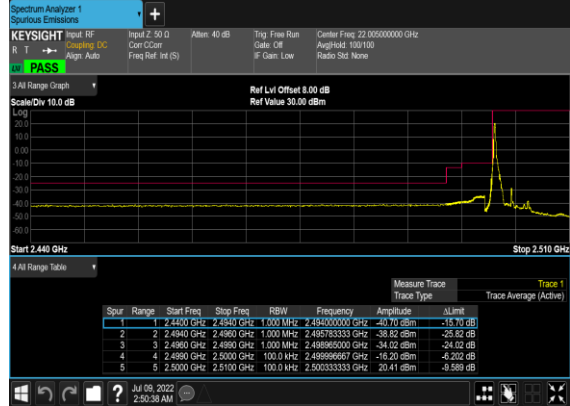 Spectrum Analyzer 1
Spurious Emissions
+
KEYSIGHT Input: RF Input Z: 50 Ω Atten: 40 dB Trig: Free Run Center Freq: 22.005000000 GHz
R T Coupling: DC Corr CCorr Gate: Off Avg|Hold: 100/100
Align: Auto Freq Ref: Int (S) IF Gain: Low Radio Std: None
PASS
3 All Range Graph
Ref Lvl Offset 8.00 dB
Scale/Div 10.0 dB Ref Value 30.00 dBm
Log
20.0
10.0
0.00
-10.0
-20.0
-30.0
-40.0
-50.0
-60.0
Start 2.440 GHz Stop 2.510 GHz
4 All Range Table
Measure Trace Trace 1
Trace Type Trace Average (Active)
Spur Range Start Freq Stop Freq RBW Frequency Amplitude ΔLimit
1 1 2.4400 GHz 2.4940 GHz 1.000 MHz 2.494000000 GHz -40.70 dBm -15.70 dB
2 2 2.4940 GHz 2.4960 GHz 1.000 MHz 2.495783333 GHz -38.82 dBm -25.82 dB
3 3 2.4960 GHz 2.4990 GHz 1.000 MHz 2.498965000 GHz -34.02 dBm -24.02 dB
4 4 2.4990 GHz 2.5000 GHz 100.0 kHz 2.499996667 GHz -16.20 dBm -6.202 dB
5 5 2.5000 GHz 2.5100 GHz 100.0 kHz 2.500333333 GHz 20.41 dBm -9.589 dB
? Jul 09, 2022
2:50:38 AM